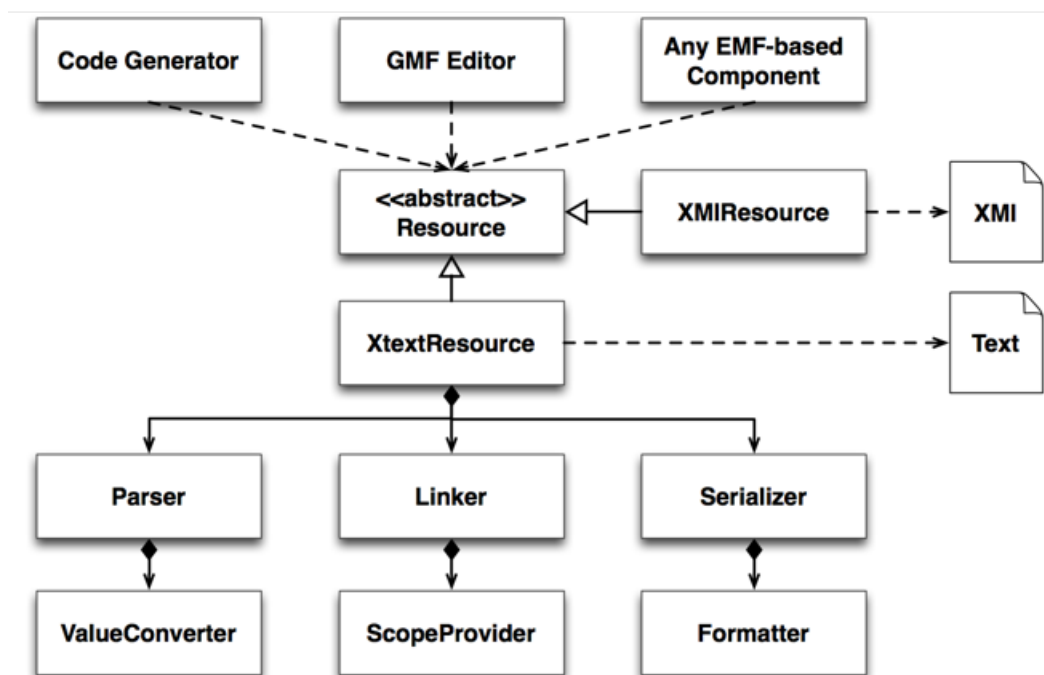 Code Generator
GMF Editor
Any EMF-based
Component
<<abstract>>
Resource
XMIResource
XMI
XtextResource
Text
Parser
Linker
Serializer
ValueConverter
ScopeProvider
Formatter